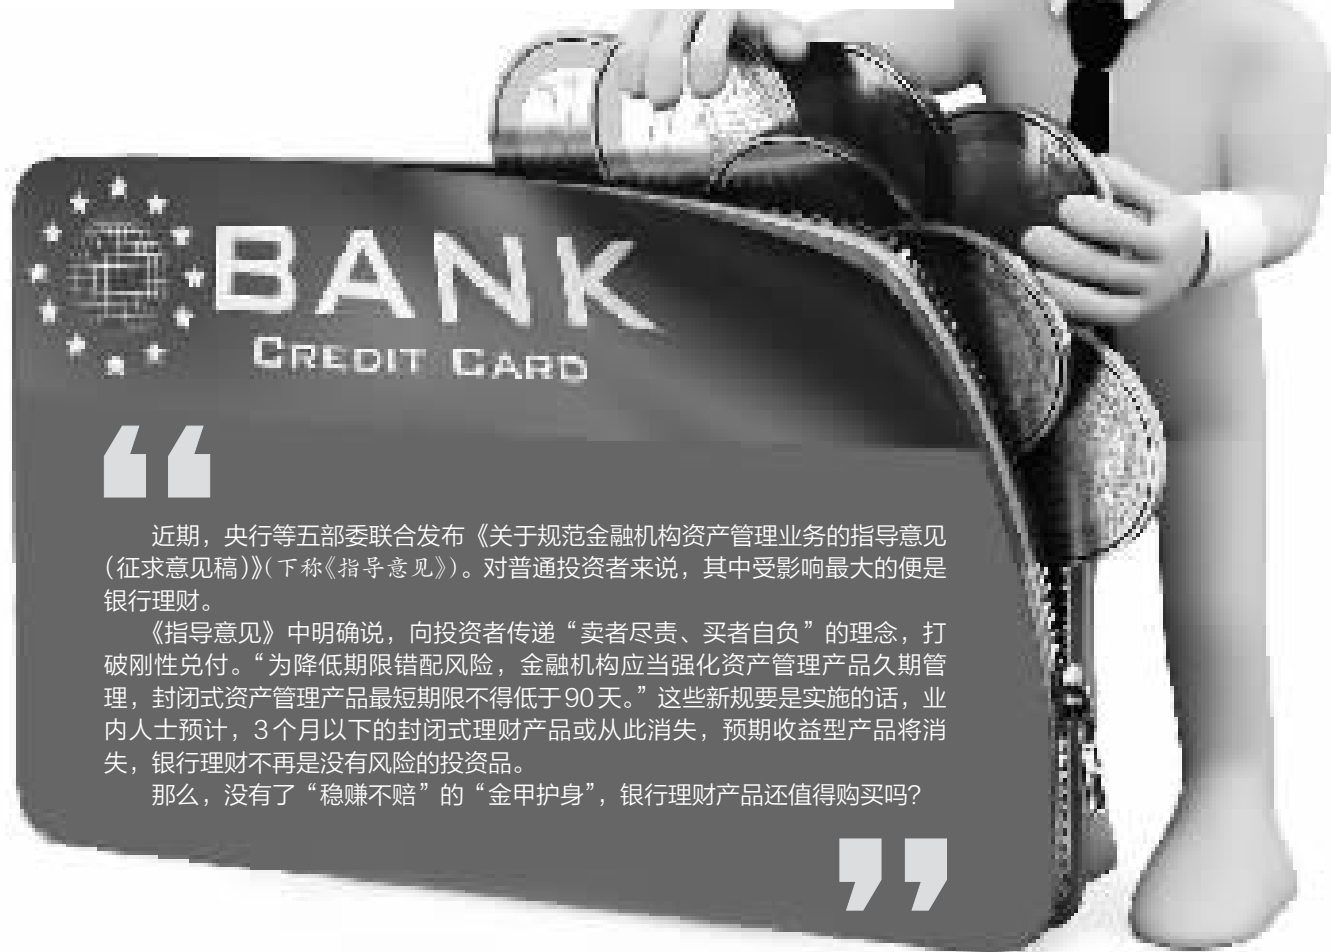 BANK
CREDIT CARD
“
近期，央行等五部委联合发布《关于规范金融机构资产管理业务的指导意见
（征求意见稿）》（下称《指导意见》）。对普通投资者来说，其中受影响最大的便是
银行理财。
《指导意见》中明确说，向投资者传递“卖者尽责、买者自负”的理念，打
破刚性兑付。“为降低期限错配风险，金融机构应当强化资产管理产品久期管
理，封闭式资产管理产品最短期限不得低于90天。”这些新规要是实施的话，业
内人士预计，3个月以下的封闭式理财产品或从此消失，预期收益型产品将消
失，银行理财不再是没有风险的投资品。
那么，没有了“稳赚不赔”的“金甲护身”，银行理财产品还值得购买吗？
”